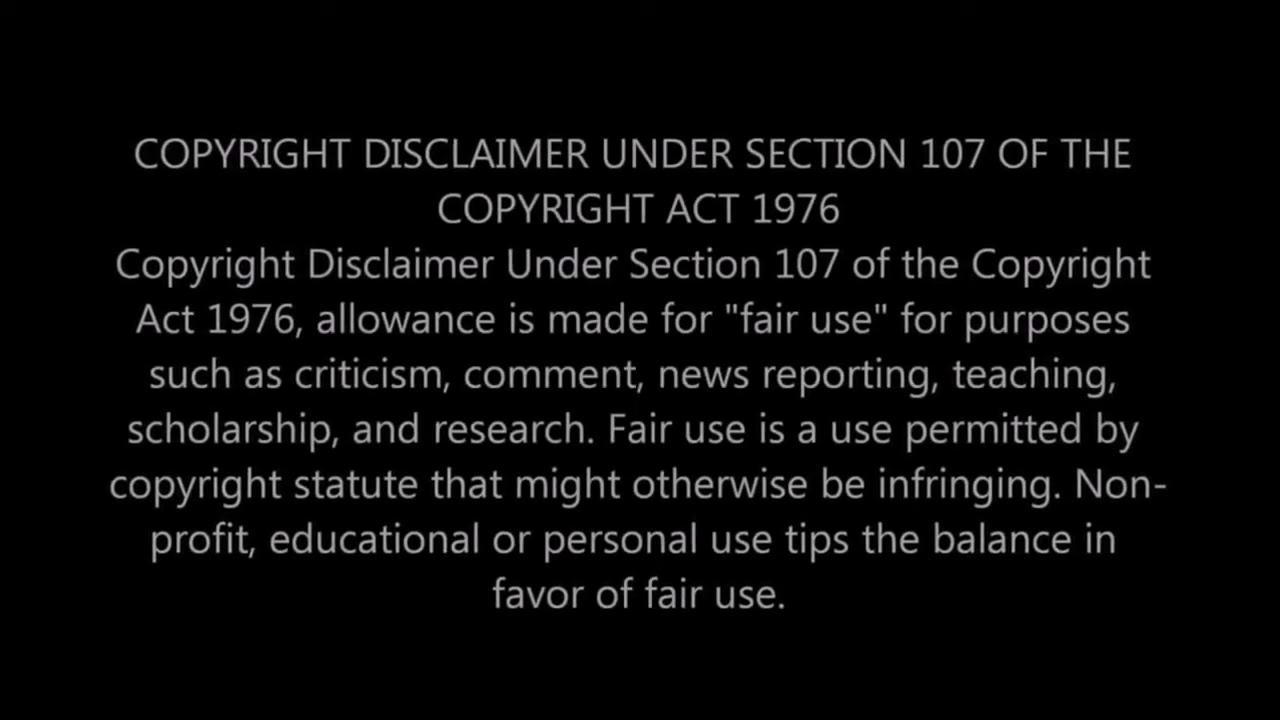 COPYRIGHT DISCLAIMER UNDER SECTION 107 OF THE
COPYRIGHT ACT 1976
Copyright Disclaimer Under Section 107 of the Copyright
Act 1976, allowance is made for "fair use" for purposes
such as criticism, comment, news reporting, teaching,
scholarship, and research. Fair use is a use permitted by
copyright statute that might otherwise be infringing. Non-
profit, educational or personal use tips the balance in
favor of fair use.